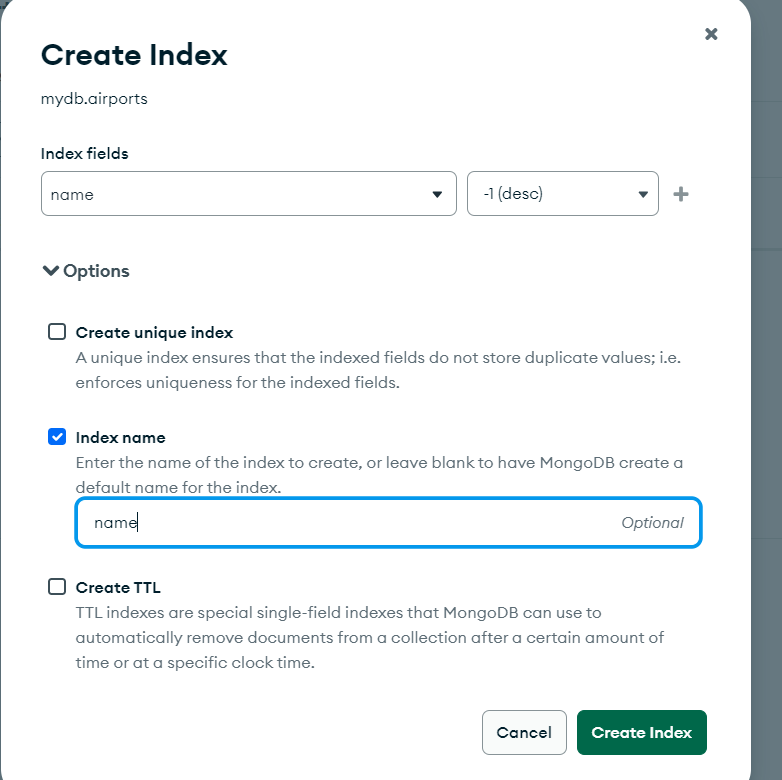 Create Index
mydb.airports
Index fields
name -1 (desc)
Options
Create unique index
A unique index ensures that the indexed fields do not store duplicate values; i.e.
enforces uniqueness for the indexed fields.
Index name
Enter the name of the index to create, or leave blank to have MongoDB create a
default name for the index.
name Optional
Create TTL
TTL indexes are special single-field indexes that MongoDB can use to
automatically remove documents from a collection after a certain amount of
time or at a specific clock time.
Cancel Create Index